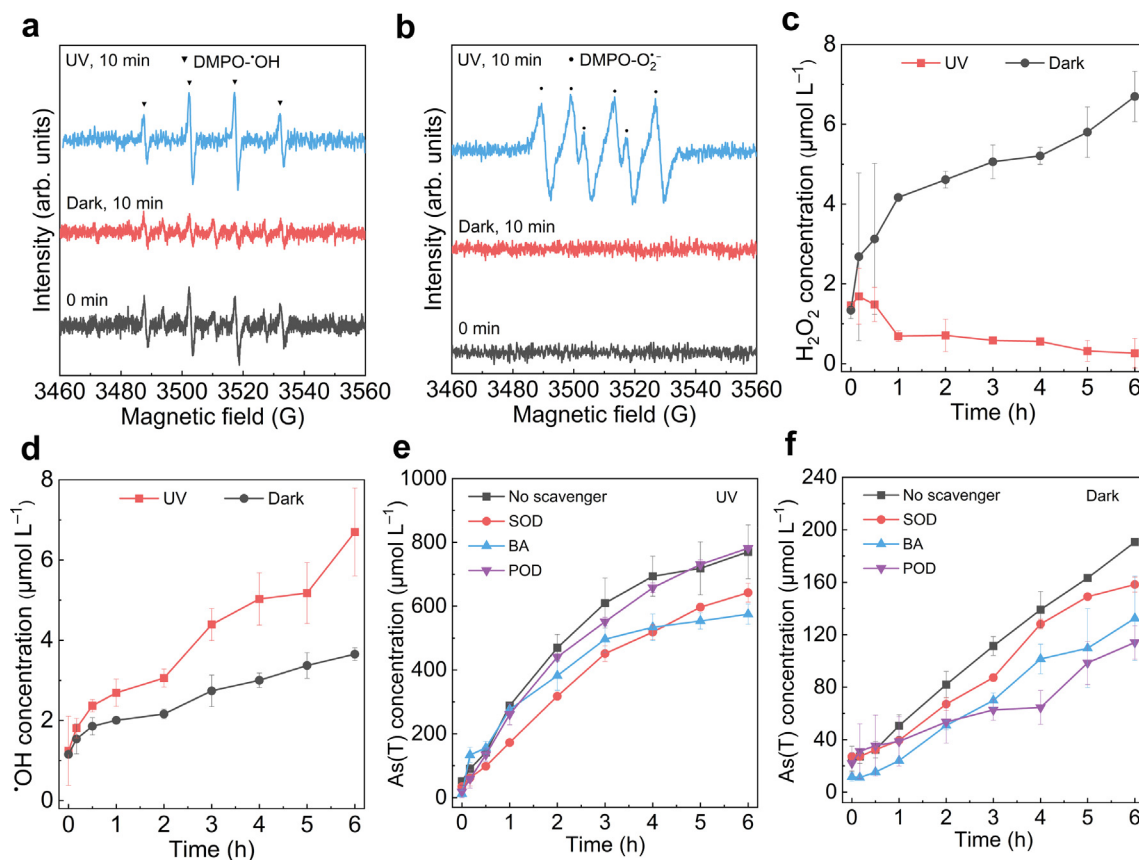 a
UV, 10 min
▼ DMPO-•OH
Dark, 10 min
0 min
Intensity (arb. units)
3460 3480 3500 3520 3540 3560
Magnetic field (G)
b
UV, 10 min
• DMPO-O₂•⁻
Dark, 10 min
0 min
Intensity (arb. units)
3460 3480 3500 3520 3540 3560
Magnetic field (G)
c
UV Dark
8
6
4
2
0
H₂O₂ concentration (μmol L⁻¹)
0 1 2 3 4 5 6
Time (h)
d
UV Dark
8
6
4
2
0
•OH concentration (μmol L⁻¹)
0 1 2 3 4 5 6
Time (h)
e
No scavenger UV
SOD
BA
POD
1000
800
600
400
200
0
As(T) concentration (μmol L⁻¹)
0 1 2 3 4 5 6
Time (h)
f
No scavenger Dark
SOD
BA
POD
240
200
160
120
80
40
0
As(T) concentration (μmol L⁻¹)
0 1 2 3 4 5 6
Time (h)